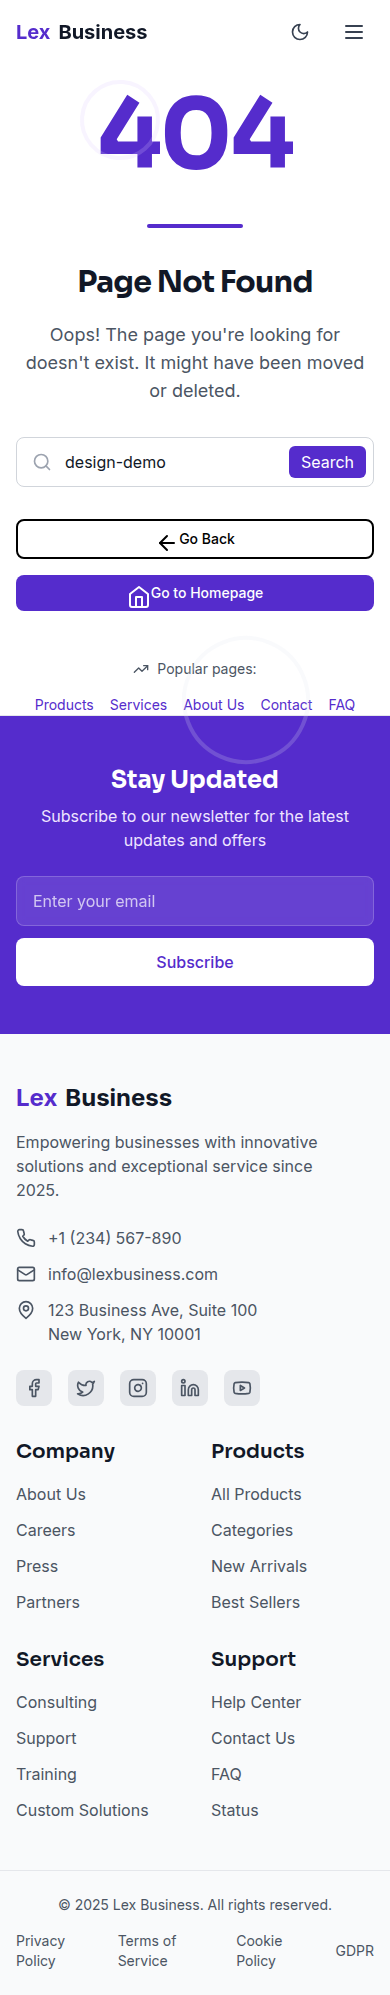 Lex Business
404
Page Not Found
Oops! The page you're looking for
doesn't exist. It might have been moved
or deleted.
design-demo Search
Go Back
Go to Homepage
Popular pages:
Products Services About Us Contact FAQ
Stay Updated
Subscribe to our newsletter for the latest
updates and offers
Enter your email
Subscribe
Lex Business
Empowering businesses with innovative
solutions and exceptional service since
2025.
+1 (234) 567-890
info@lexbusiness.com
123 Business Ave, Suite 100
New York, NY 10001
Company
About Us
Careers
Press
Partners
Products
All Products
Categories
New Arrivals
Best Sellers
Services
Consulting
Support
Training
Custom Solutions
Support
Help Center
Contact Us
FAQ
Status
© 2025 Lex Business. All rights reserved.
Privacy
Policy
Terms of
Service
Cookie
Policy
GDPR